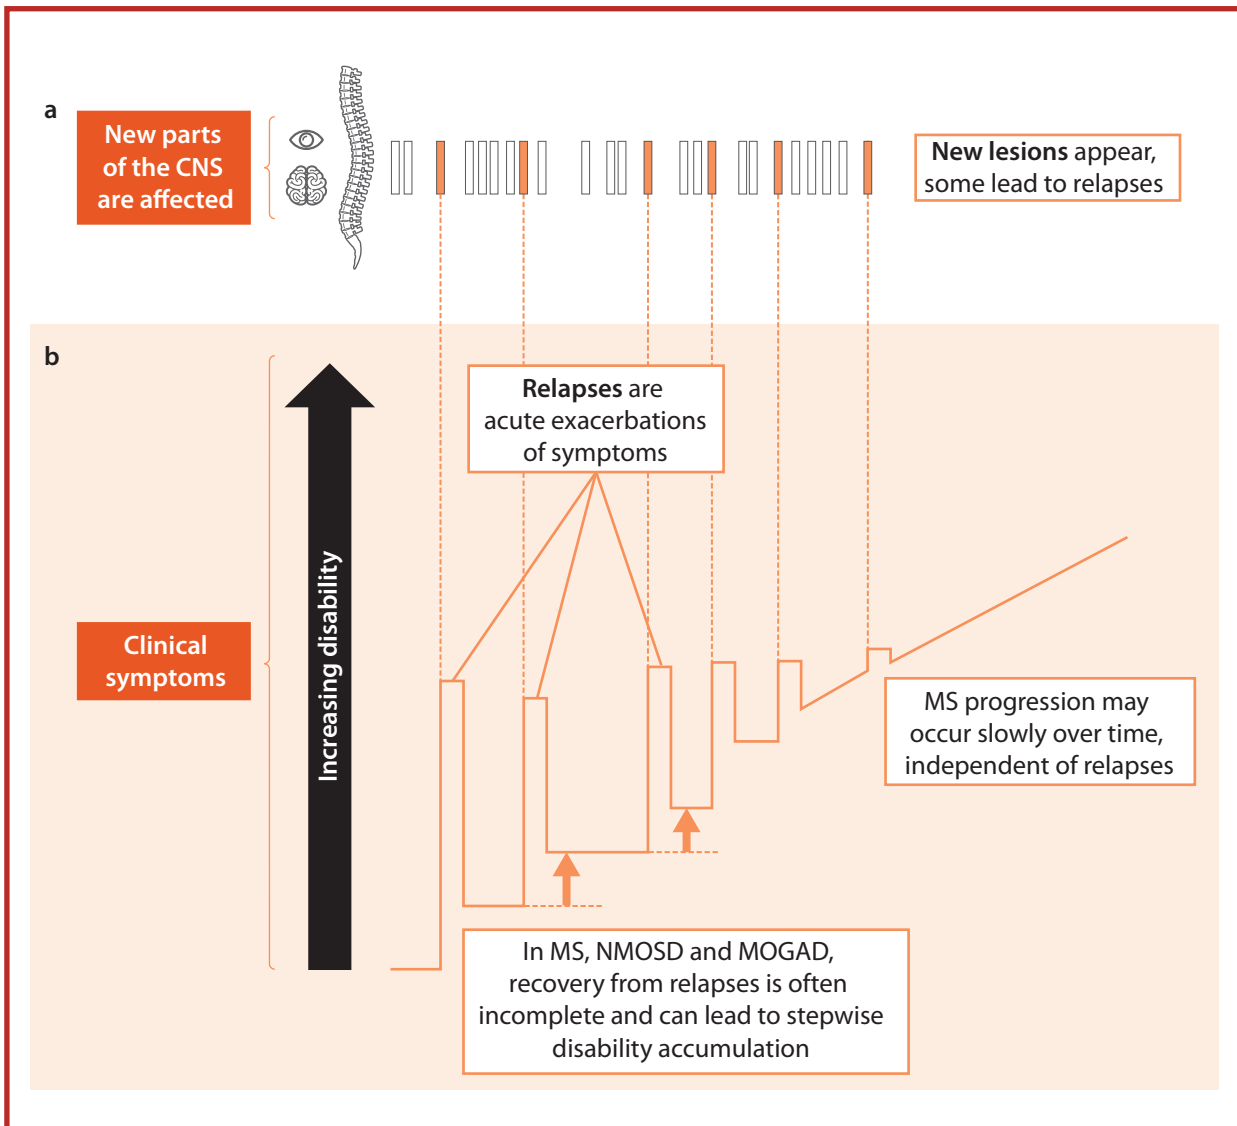 a
New parts
of the CNS
are affected
New lesions appear,
some lead to relapses
b
Relapses are
acute exacerbations
of symptoms
Increasing disability
Clinical
symptoms
MS progression may
occur slowly over time,
independent of relapses
In MS, NMOSD and MOGAD,
recovery from relapses is often
incomplete and can lead to stepwise
disability accumulation